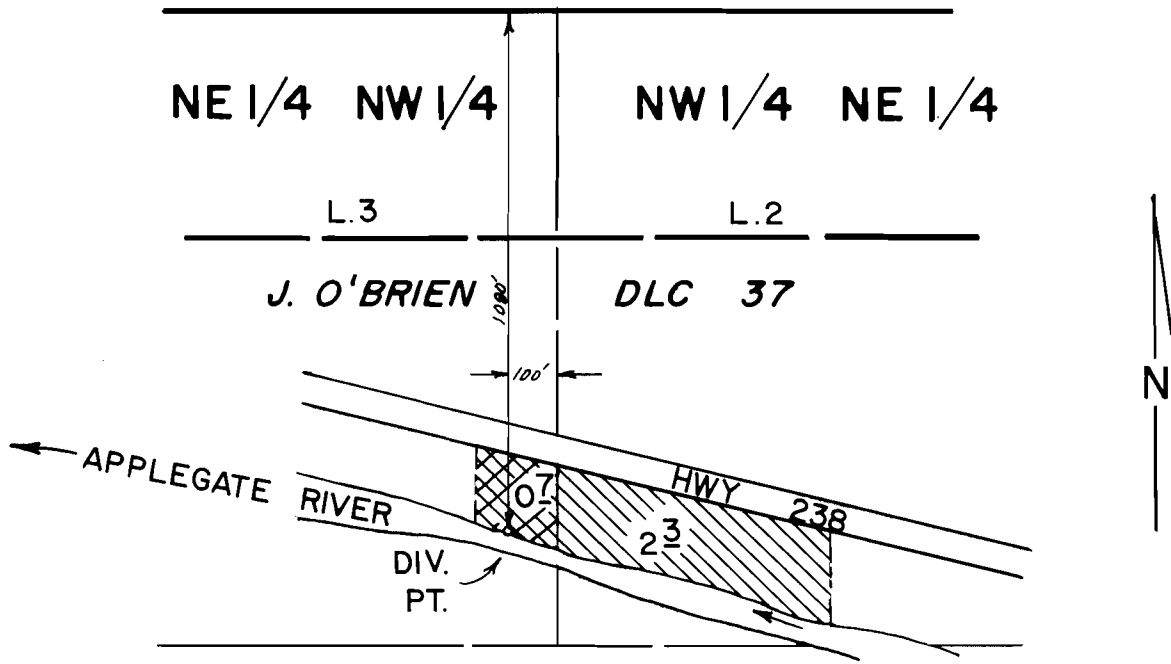 NE 1/4 NW 1/4 NW 1/4 NE 1/4
L.3 L.2
J. O'BRIEN DLC 37
1080'
100'
N
APPLEGATE RIVER
HWY 238
0 7
2 3
DIV.
PT.